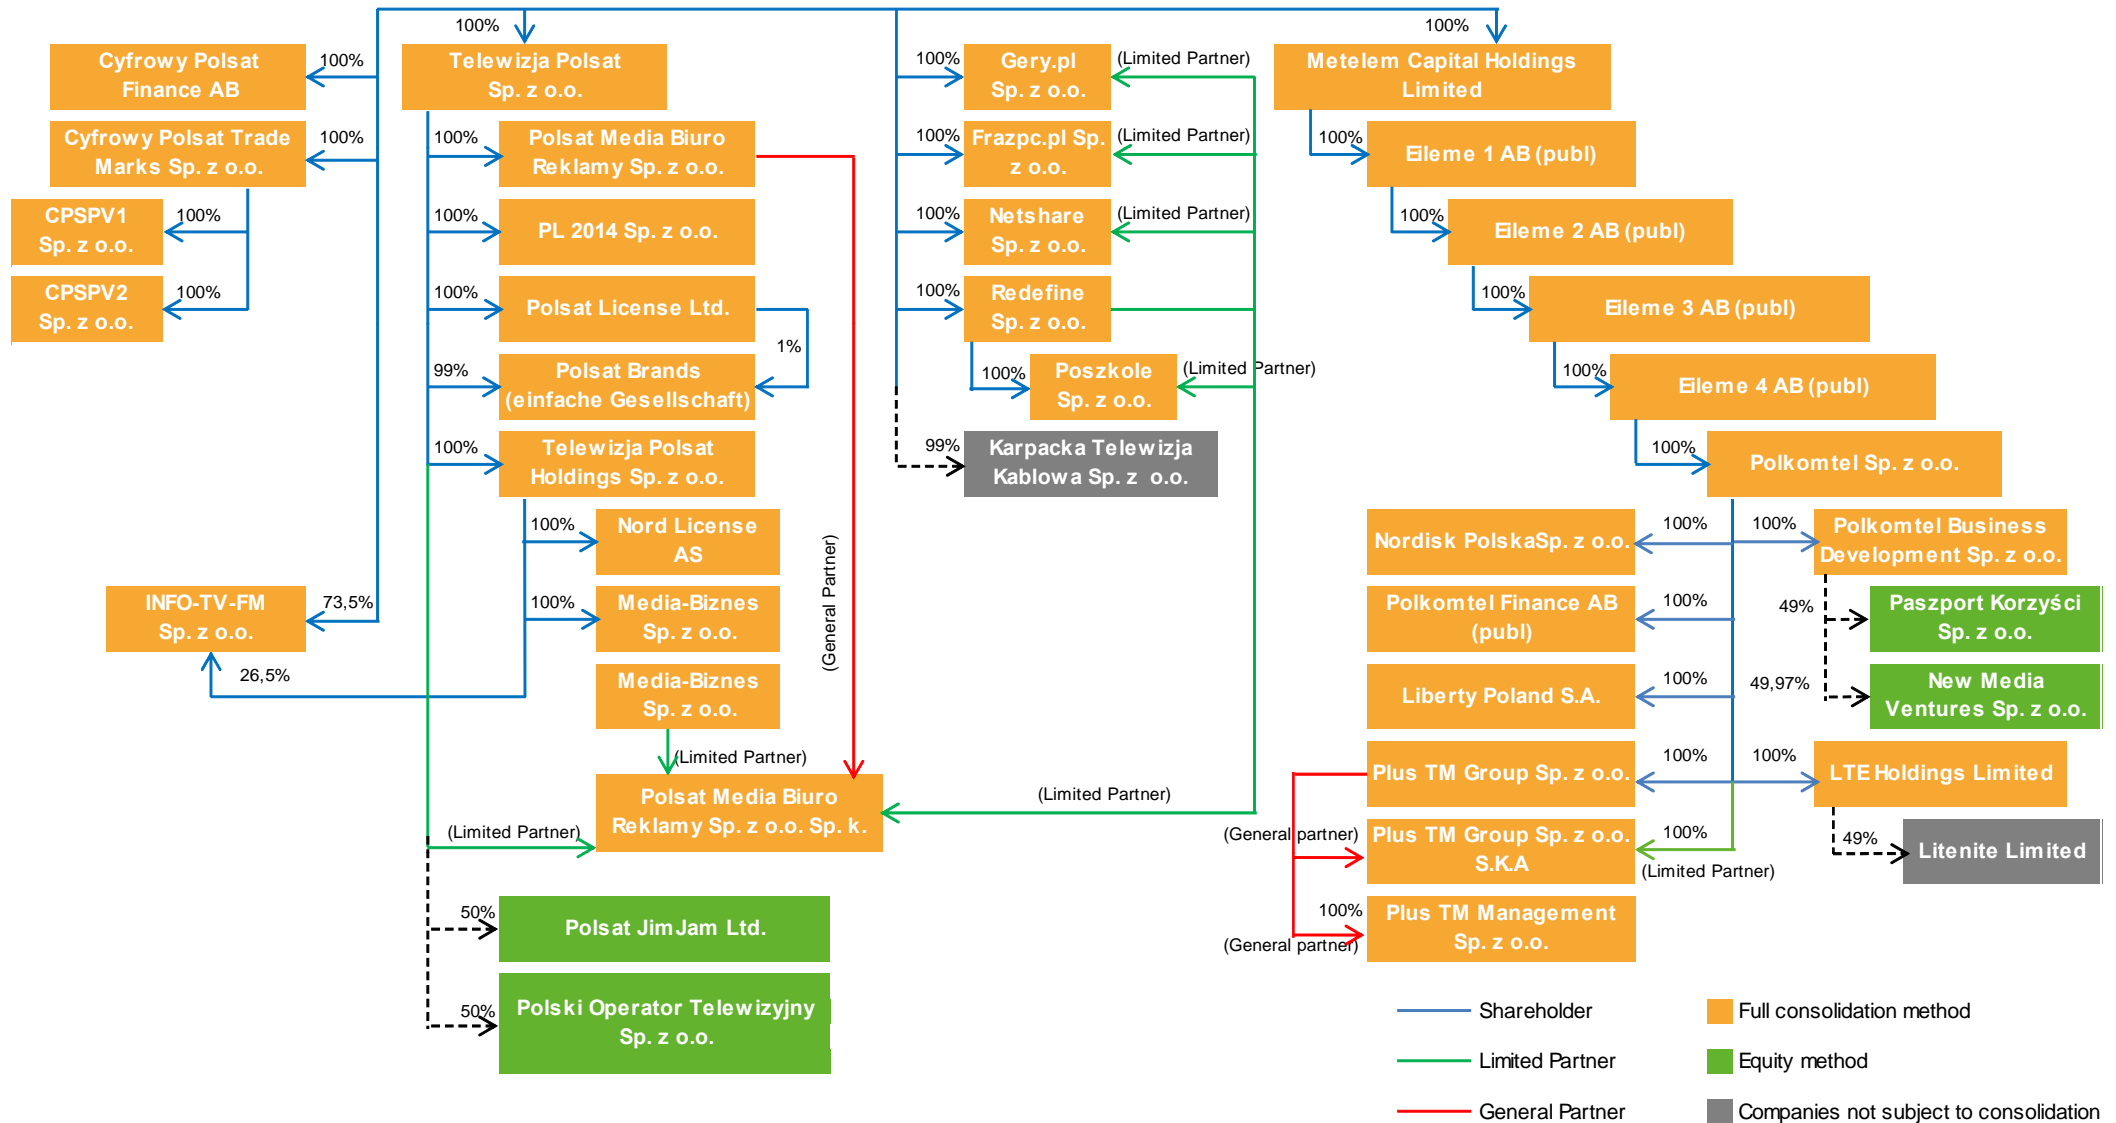 100%
100%
Cyfrowy Polsat
Finance AB
100%
Telewizja Polsat
Sp. z o.o.
100%
Gery.pl
Sp. z o.o.
(Limited Partner)
Metelem Capital Holdings
Limited
Cyfrowy Polsat Trade
Marks Sp. z o.o.
100%
100%
Polsat Media Biuro
Reklamy Sp. z o.o.
100%
Frazpc.pl Sp.
z o.o.
(Limited Partner)
100%
Eileme 1 AB (publ)
CPSPV1
Sp. z o.o.
100%
100%
PL 2014 Sp. z o.o.
100%
Netshare
Sp. z o.o.
(Limited Partner)
100%
Eileme 2 AB (publ)
CPSPV2
Sp. z o.o.
100%
100%
Polsat License Ltd.
100%
Redefine
Sp. z o.o.
100%
Eileme 3 AB (publ)
1%
99%
Polsat Brands
(einfache Gesellschaft)
100%
Poszkole
Sp. z o.o.
(Limited Partner)
100%
Eileme 4 AB (publ)
100%
Telewizja Polsat
Holdings Sp. z o.o.
99%
Karpacka Telewizja
Kablowa Sp. z o.o.
100%
Polkomtel Sp. z o.o.
100%
Nord License
AS
Nordisk PolskaSp. z o.o.
100%
100%
Polkomtel Business
Development Sp. z o.o.
INFO-TV-FM
Sp. z o.o.
73,5%
100%
Media-Biznes
Sp. z o.o.
(General Partner)
Polkomtel Finance AB
(publ)
100%
49%
Paszport Korzyści
Sp. z o.o.
26,5%
Media-Biznes
Sp. z o.o.
Liberty Poland S.A.
100%
49,97%
New Media
Ventures Sp. z o.o.
(Limited Partner)
Polsat Media Biuro
Reklamy Sp. z o.o. Sp. k.
(Limited Partner)
Plus TM Group Sp. z o.o.
100%
100%
LTE Holdings Limited
(Limited Partner)
(General partner)
Plus TM Group Sp. z o.o.
S.K.A
100%
(Limited Partner)
49%
Litenite Limited
50%
Polsat JimJam Ltd.
100%
(General partner)
Plus TM Management
Sp. z o.o.
50%
Polski Operator Telewizyjny
Sp. z o.o.
Shareholder
Full consolidation method
Limited Partner
Equity method
General Partner
Companies not subject to consolidation